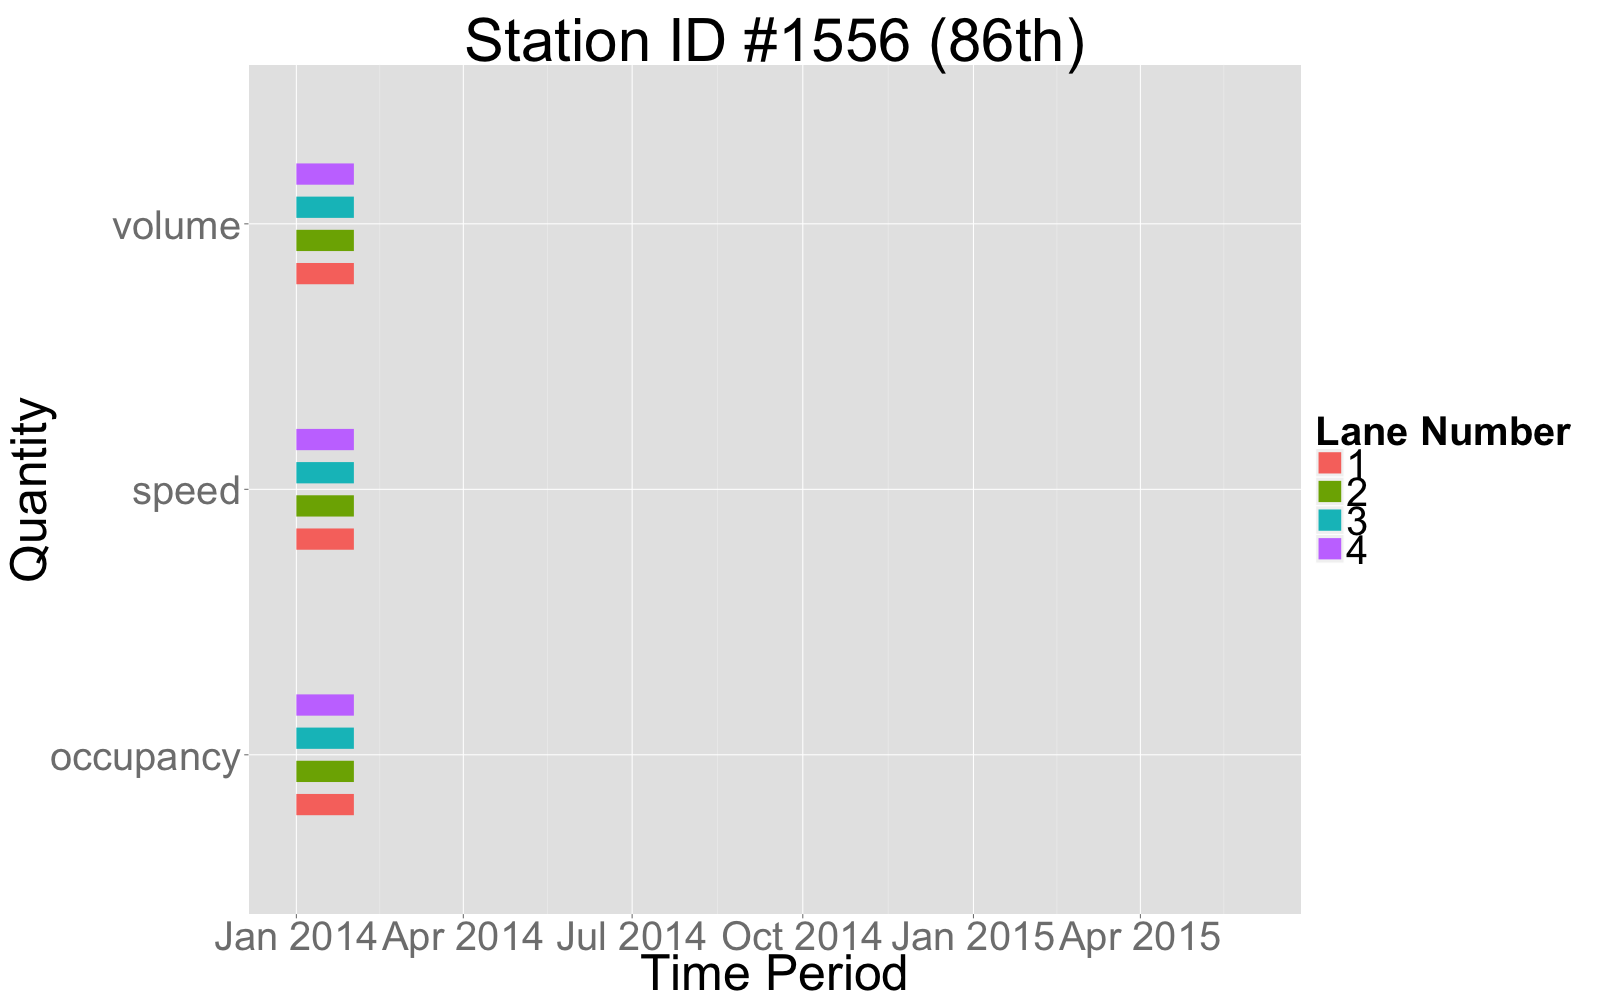 Station ID #1556 (86th)
Quantity
volume
speed
occupancy
Jan 2014 Apr 2014 Jul 2014 Oct 2014 Jan 2015 Apr 2015
Time Period
Lane Number
1
2
3
4